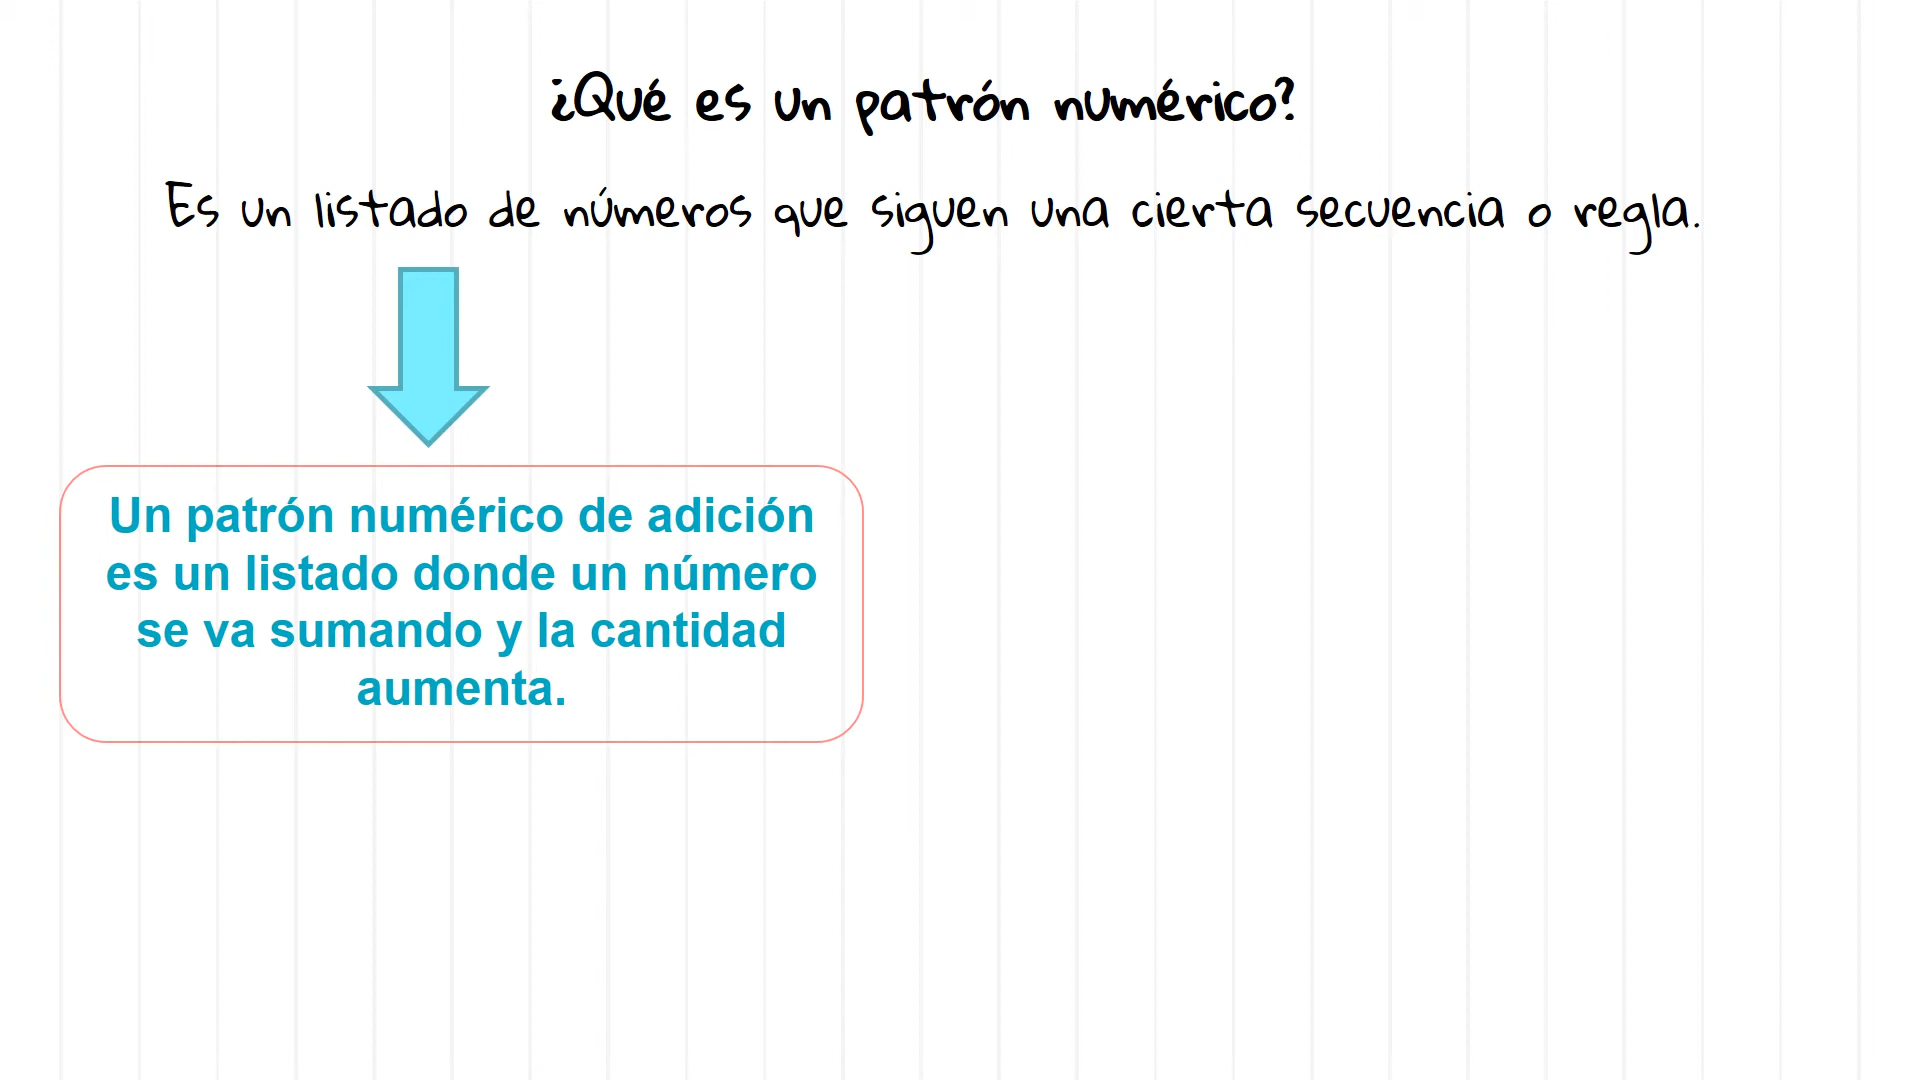 ¿Qué es un patrón numérico?
Es un listado de números que siguen una cierta secuencia o regla.
Un patrón numérico de adición
es un listado donde un número
se va sumando y la cantidad
aumenta.